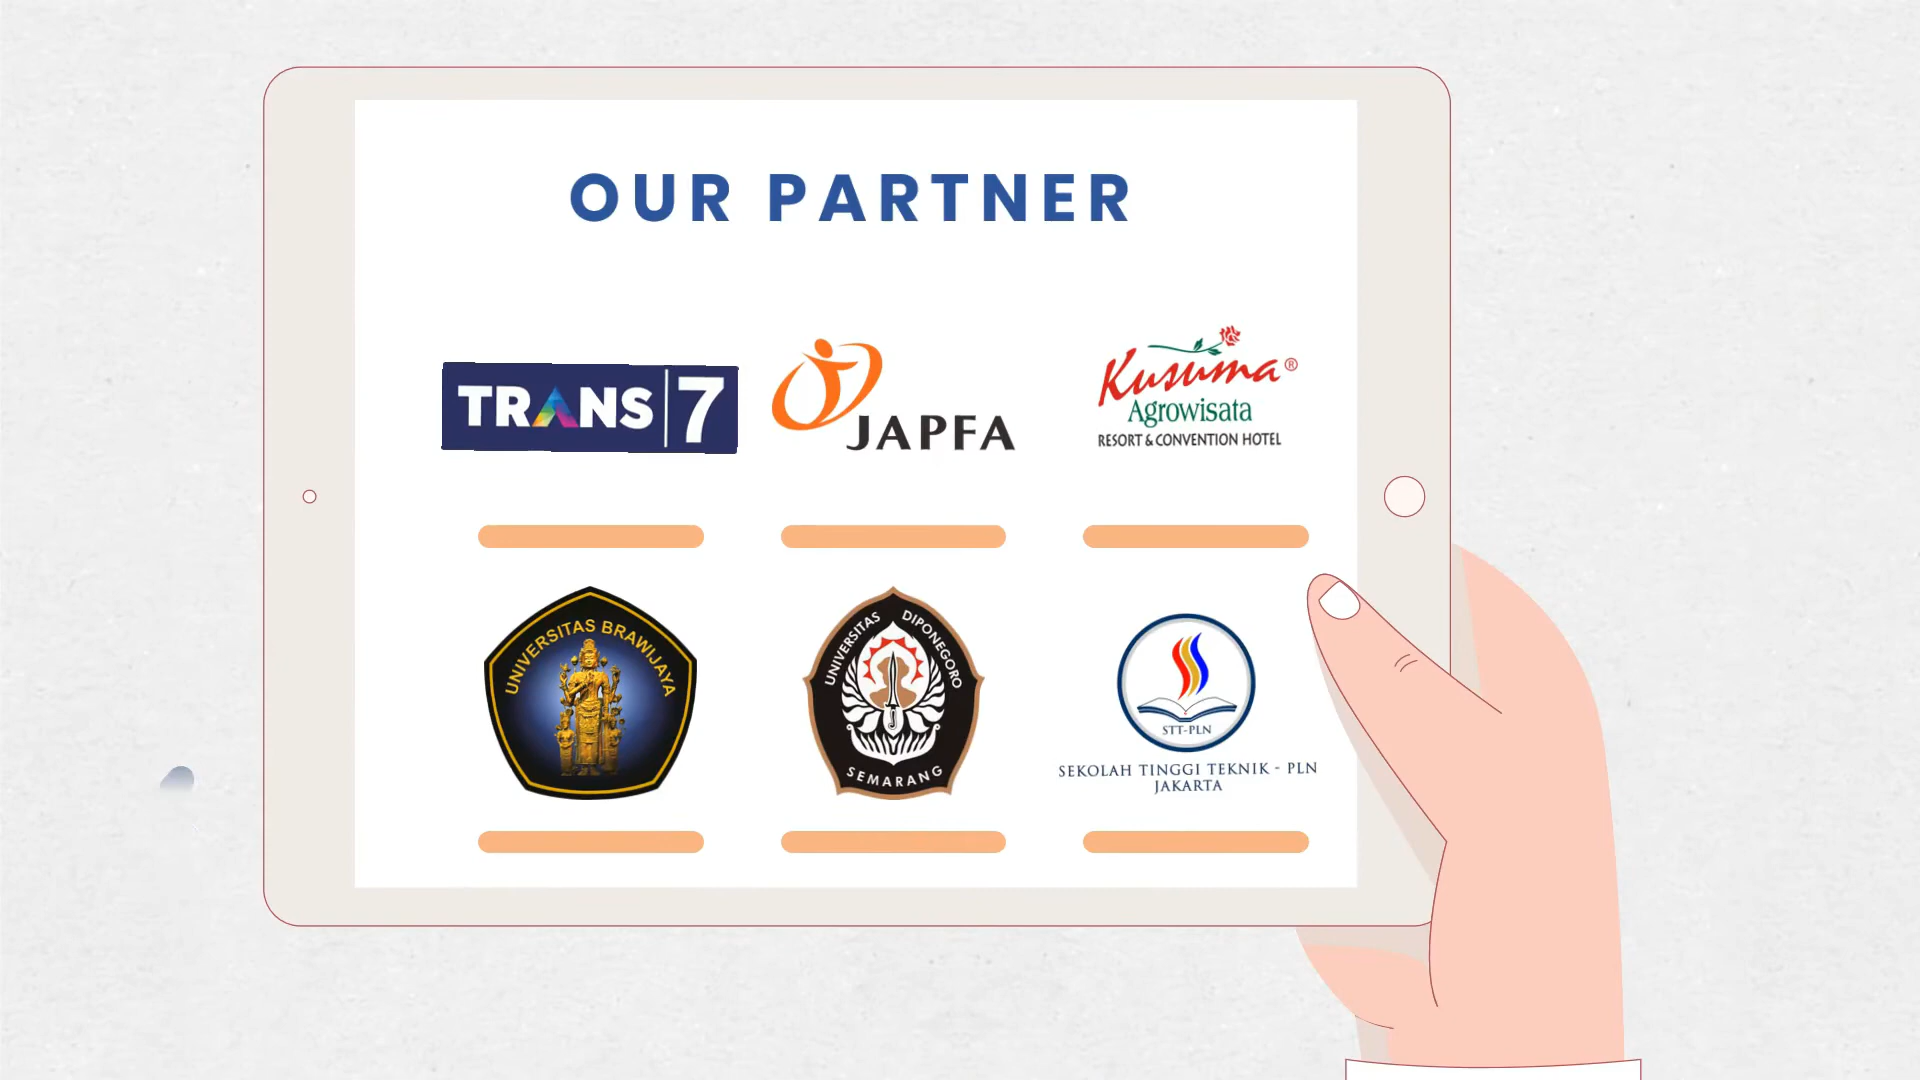 OUR PARTNER
TRANS|7
JAPFA
Kusuma®
Agrowisata
RESORT & CONVENTION HOTEL
UNIVERSITAS BRAWIJAYA
UNIVERSITAS DIPONEGORO
SEMARANG
STT-PLN
SEKOLAH TINGGI TEKNIK - PLN
JAKARTA